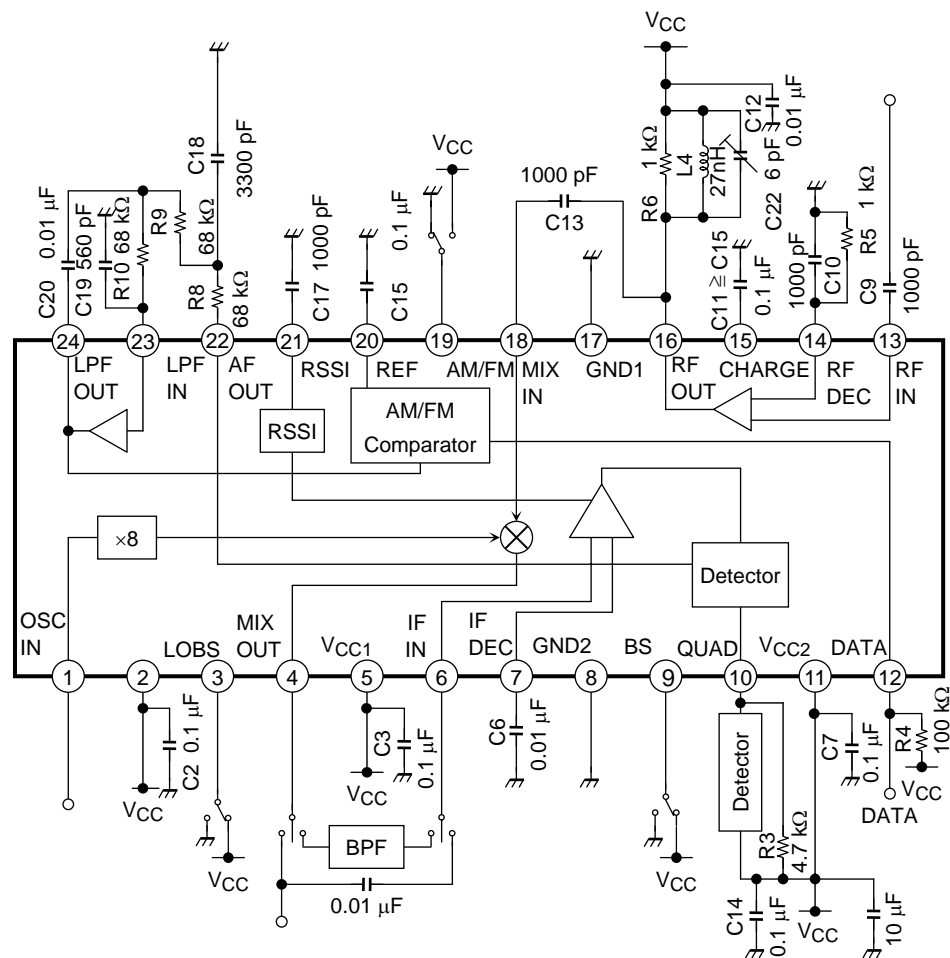 VCC
C18
3300 pF
VCC
C12
0.01 μF
1 kΩ
L4
27nH
6 pF
R6
C22
1000 pF
C13
C20
0.01 μF
C19
560 pF
R10
68 kΩ
R9
68 kΩ
R8
68 kΩ
C17
1000 pF
C15
0.1 μF
C11 ≧ C15
0.1 μF
1000 pF
C10
R5
1 kΩ
C9
1000 pF
24
23
22
21
20
19
18
17
16
15
14
13
LPF
OUT
LPF
IN
AF
OUT
RSSI
REF
AM/FM
MIX
IN
GND1
RF
OUT
CHARGE
RF
DEC
RF
IN
RSSI
AM/FM
Comparator
×8
Detector
OSC
IN
LOBS
MIX
OUT
VCC1
IF
IN
IF
DEC
GND2
BS
QUAD
VCC2
DATA
1
2
3
4
5
6
7
8
9
10
11
12
C2
0.1 μF
VCC
VCC
C3
0.1 μF
VCC
BPF
0.01 μF
C6
0.01 μF
VCC
Detector
R3
4.7 kΩ
C14
0.1 μF
VCC
C7
0.1 μF
10 μF
R4
100 kΩ
VCC
DATA